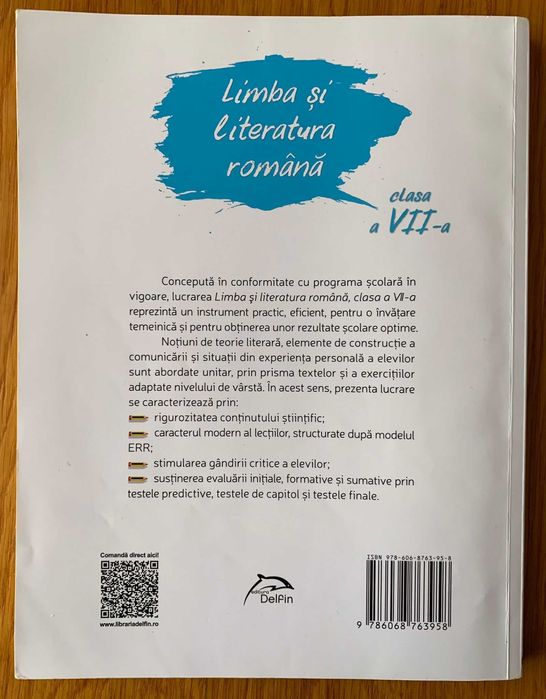 Limba și
literatura
română
clasa
a VII-a
Concepută în conformitate cu programa școlară în
vigoare, lucrarea Limba şi literatura română, clasa a VII-a
reprezintă un instrument practic, eficient, pentru o învățare
temeinică și pentru obținerea unor rezultate școlare optime.
Noțiuni de teorie literară, elemente de construcție a
comunicării și situații din experiența personală a elevilor
sunt abordate unitar, prin prisma textelor și a exercițiilor
adaptate nivelului de vârstă. În acest sens, prezenta lucrare
se caracterizează prin:
rigurozitatea conținutului științific;
caracterul modern al lecțiilor, structurate după modelul
ERR;
stimularea gândirii critice a elevilor;
susținerea evaluării inițiale, formative și sumative prin
testele predictive, testele de capitol și testele finale.
Comandă direct aici!
www.librariadelfin.ro
editura
Delfin
ISBN 978-606-8763-95-8
9 786068 763958